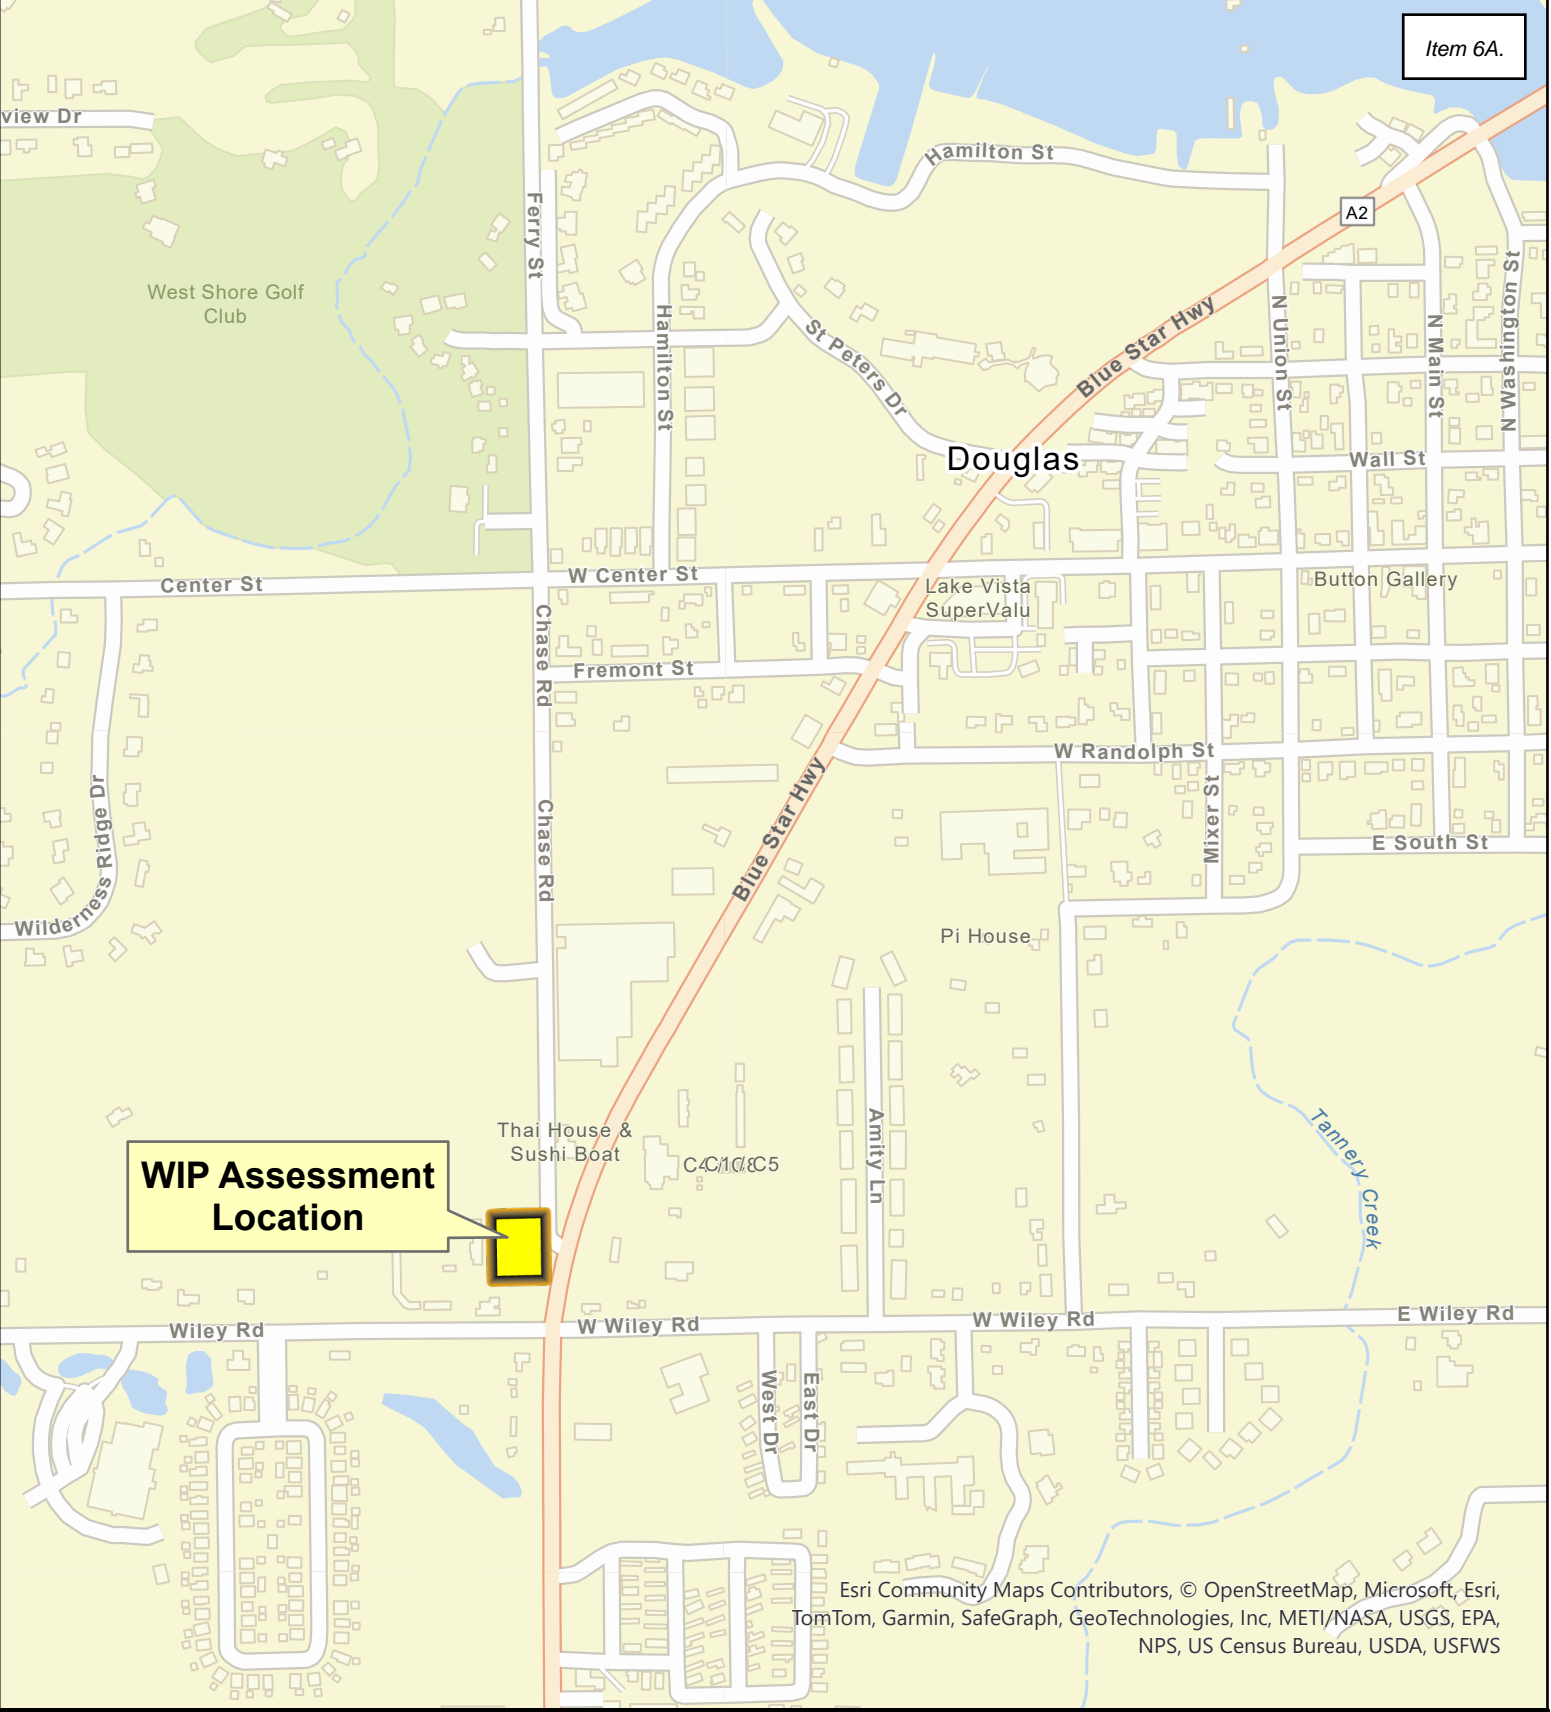 Item 6A.
view Dr
Hamilton St
A2
Ferry St
West Shore Golf
Club
Hamilton St
St Peters Dr
Blue Star Hwy
N Union St
N Main St
N Washington St
Douglas
Wall St
Center St
W Center St
Lake Vista
SuperValu
Button Gallery
Chase Rd
Fremont St
W Randolph St
Wilderness Ridge Dr
Chase Rd
Blue Star Hwy
Mixer St
E South St
Pi House
Thai House &
Sushi Boat
Amity Ln
Tannery Creek
WIP Assessment
Location
Wiley Rd
W Wiley Rd
W Wiley Rd
E Wiley Rd
West Dr
East Dr
Esri Community Maps Contributors, © OpenStreetMap, Microsoft, Esri,
TomTom, Garmin, SafeGraph, GeoTechnologies, Inc, METI/NASA, USGS, EPA,
NPS, US Census Bureau, USDA, USFWS